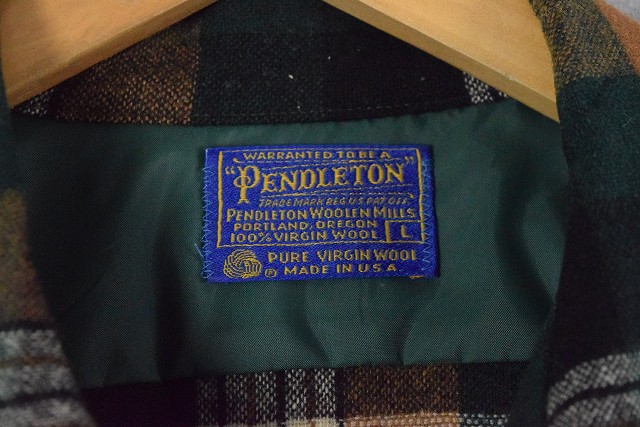 WARRANTED TO BE A
"PENDLETON"
TRADE MARK REG. U.S. PAT. OFF.
PENDLETON WOOLEN MILLS
PORTLAND, OREGON
100% VIRGIN WOOL L
PURE VIRGIN WOOL
(P) MADE IN U.S.A.